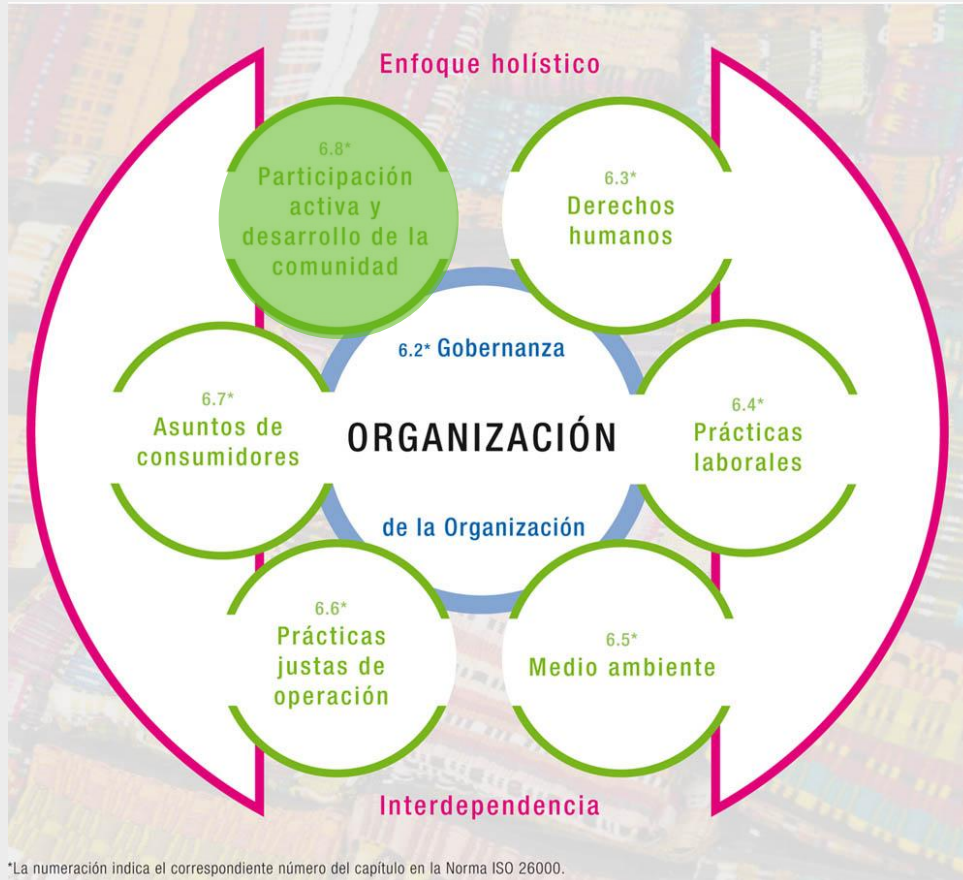 Enfoque holístico
6.8*
Participación
activa y
desarrollo de la
comunidad
6.3*
Derechos
humanos
6.2* Gobernanza
6.7*
Asuntos de
consumidores
ORGANIZACIÓN
6.4*
Prácticas
laborales
de la Organización
6.6*
Prácticas
justas de
operación
6.5*
Medio ambiente
Interdependencia
*La numeración indica el correspondiente número del capítulo en la Norma ISO 26000.